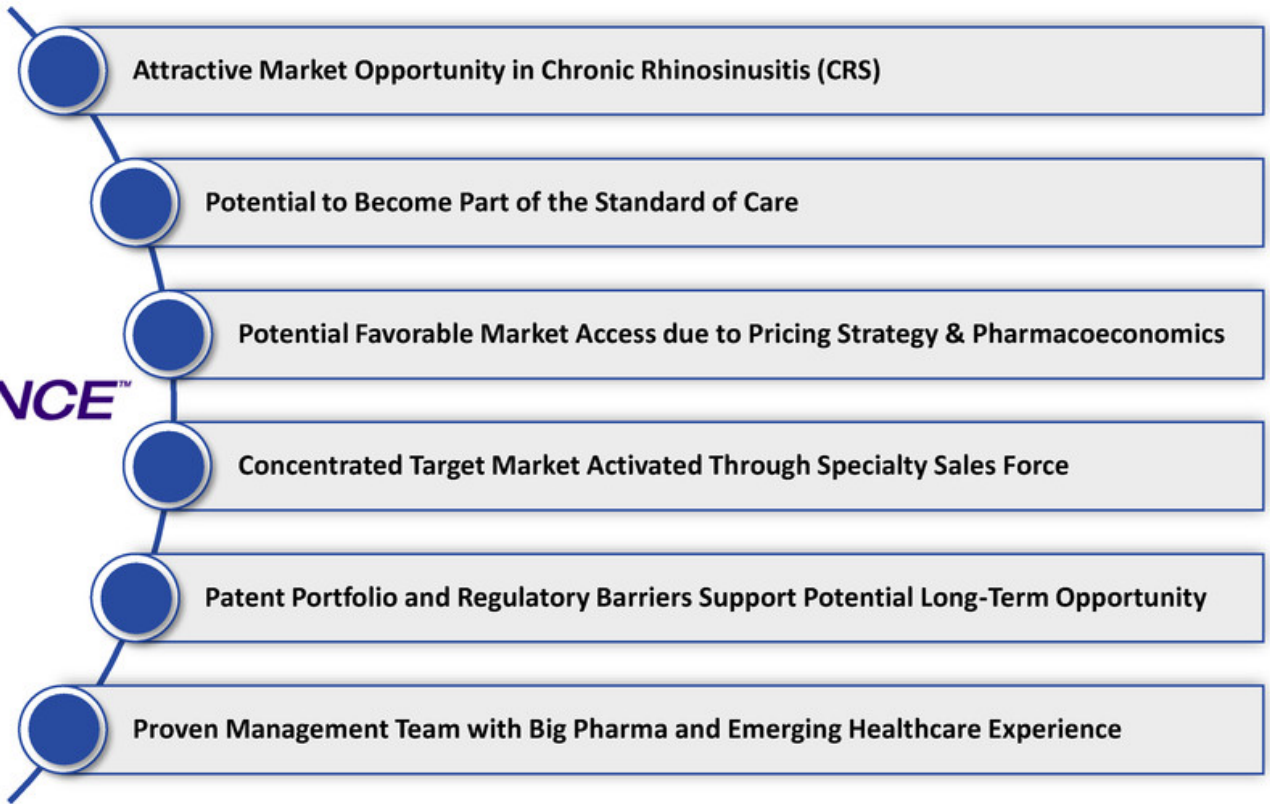 Attractive Market Opportunity in Chronic Rhinosinusitis (CRS)
Potential to Become Part of the Standard of Care
Potential Favorable Market Access due to Pricing Strategy & Pharmacoeconomics
NCE™
Concentrated Target Market Activated Through Specialty Sales Force
Patent Portfolio and Regulatory Barriers Support Potential Long-Term Opportunity
Proven Management Team with Big Pharma and Emerging Healthcare Experience